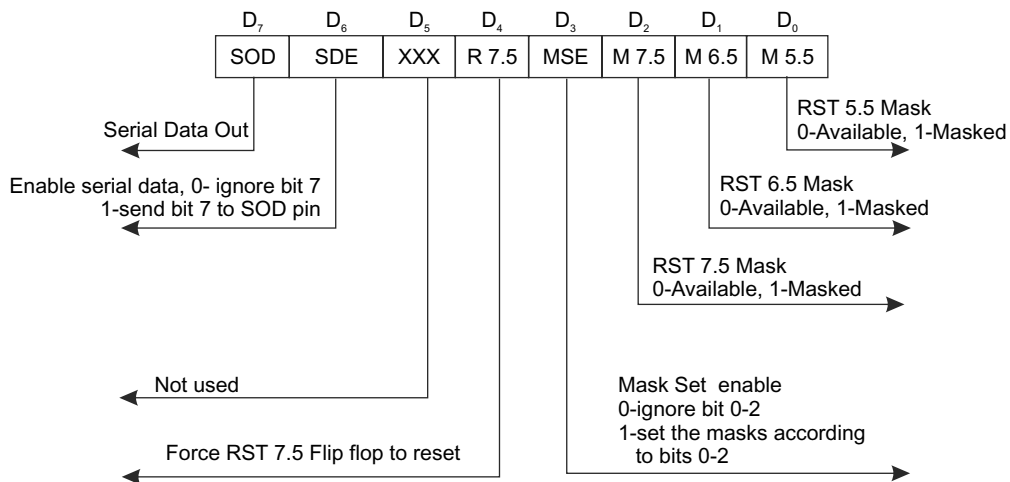 D₇ D₆ D₅ D₄ D₃ D₂ D₁ D₀
SOD SDE XXX R 7.5 MSE M 7.5 M 6.5 M 5.5
RST 5.5 Mask
0-Available, 1-Masked
Serial Data Out
Enable serial data, 0- ignore bit 7
1-send bit 7 to SOD pin
RST 6.5 Mask
0-Available, 1-Masked
RST 7.5 Mask
0-Available, 1-Masked
Not used
Mask Set enable
0-ignore bit 0-2
1-set the masks according
to bits 0-2
Force RST 7.5 Flip flop to reset